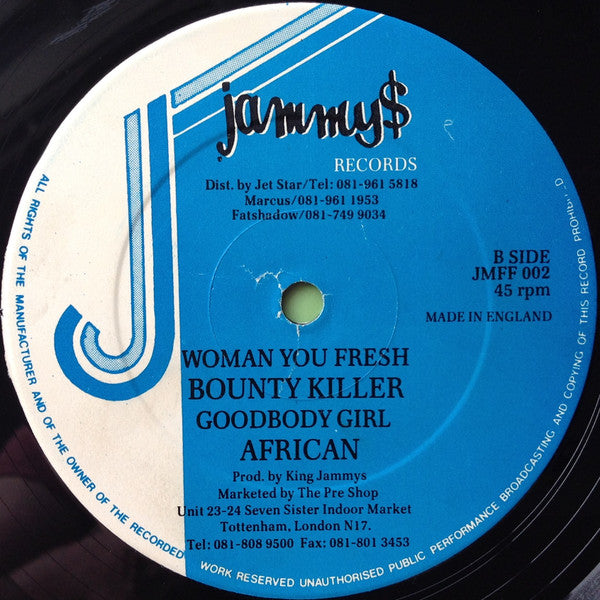 jammy$
RECORDS
Dist. by Jet Star/Tel: 081-961 5818
Marcus/081-961 1953
Fatshadow/081-749 9034
B SIDE
JMFF 002
45 rpm
MADE IN ENGLAND
WOMAN YOU FRESH
BOUNTY KILLER
GOODBODY GIRL
AFRICAN
Prod. by King Jammys
Marketed by The Pre Shop
Unit 23-24 Seven Sister Indoor Market
Tottenham, London N17.
Tel: 081-808 9500 Fax: 081-801 3453
ALL RIGHTS OF THE MANUFACTURER AND OF THE OWNER OF THE RECORDED WORK RESERVED UNAUTHORISED PUBLIC PERFORMANCE BROADCASTING AND COPYING OF THIS RECORD